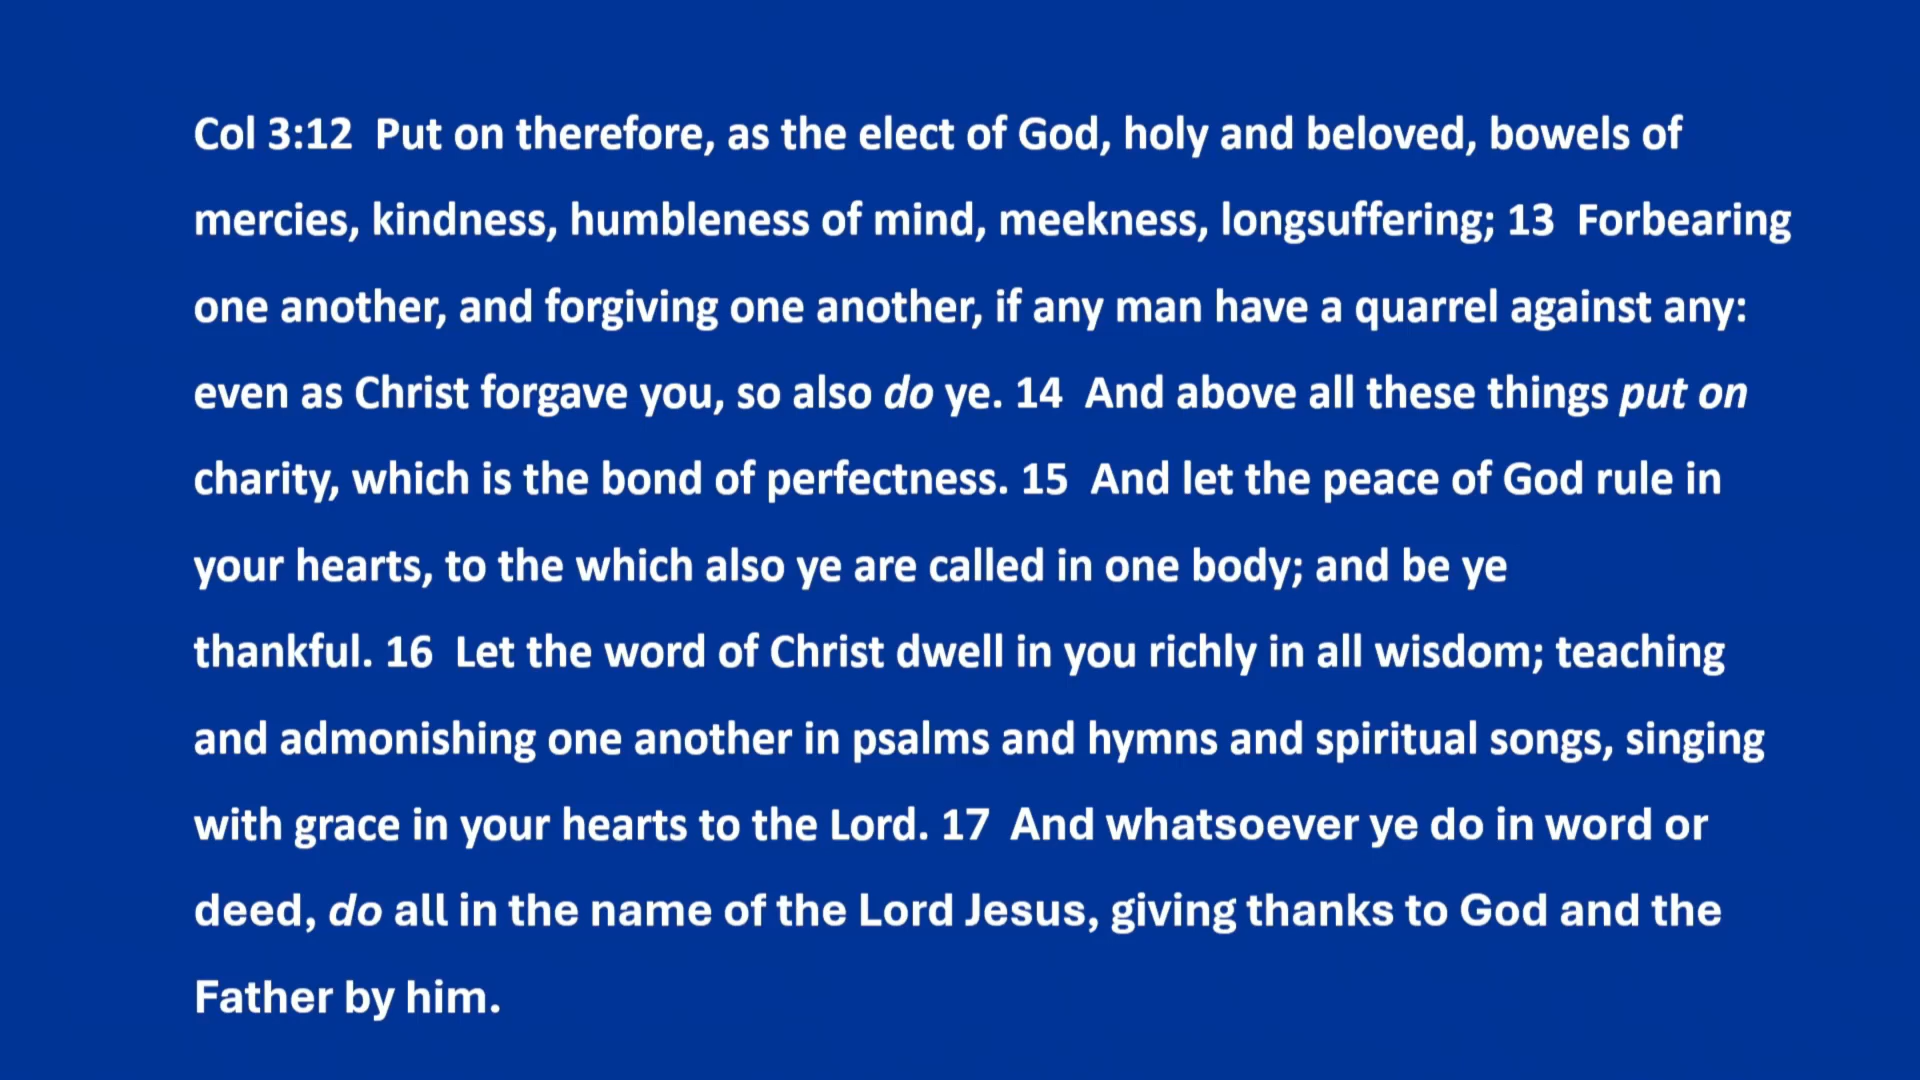 Col 3:12  Put on therefore, as the elect of God, holy and beloved, bowels of
mercies, kindness, humbleness of mind, meekness, longsuffering; 13  Forbearing
one another, and forgiving one another, if any man have a quarrel against any:
even as Christ forgave you, so also do ye. 14  And above all these things put on
charity, which is the bond of perfectness. 15  And let the peace of God rule in
your hearts, to the which also ye are called in one body; and be ye
thankful. 16  Let the word of Christ dwell in you richly in all wisdom; teaching
and admonishing one another in psalms and hymns and spiritual songs, singing
with grace in your hearts to the Lord. 17  And whatsoever ye do in word or
deed, do all in the name of the Lord Jesus, giving thanks to God and the
Father by him.